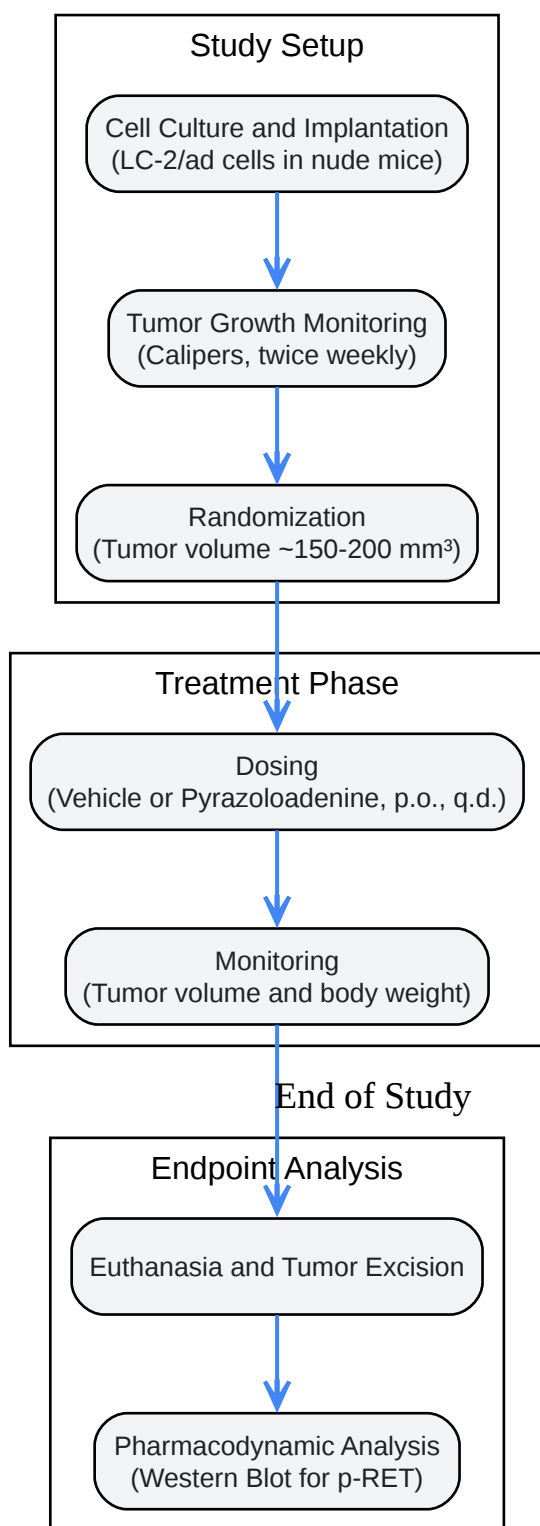 Study Setup
Cell Culture and Implantation
(LC-2/ad cells in nude mice)
Tumor Growth Monitoring
(Calipers, twice weekly)
Randomization
(Tumor volume ~150-200 mm³)
Treatment Phase
Dosing
(Vehicle or Pyrazoloadenine, p.o., q.d.)
Monitoring
(Tumor volume and body weight)
End of Study
Endpoint Analysis
Euthanasia and Tumor Excision
Pharmacodynamic Analysis
(Western Blot for p-RET)